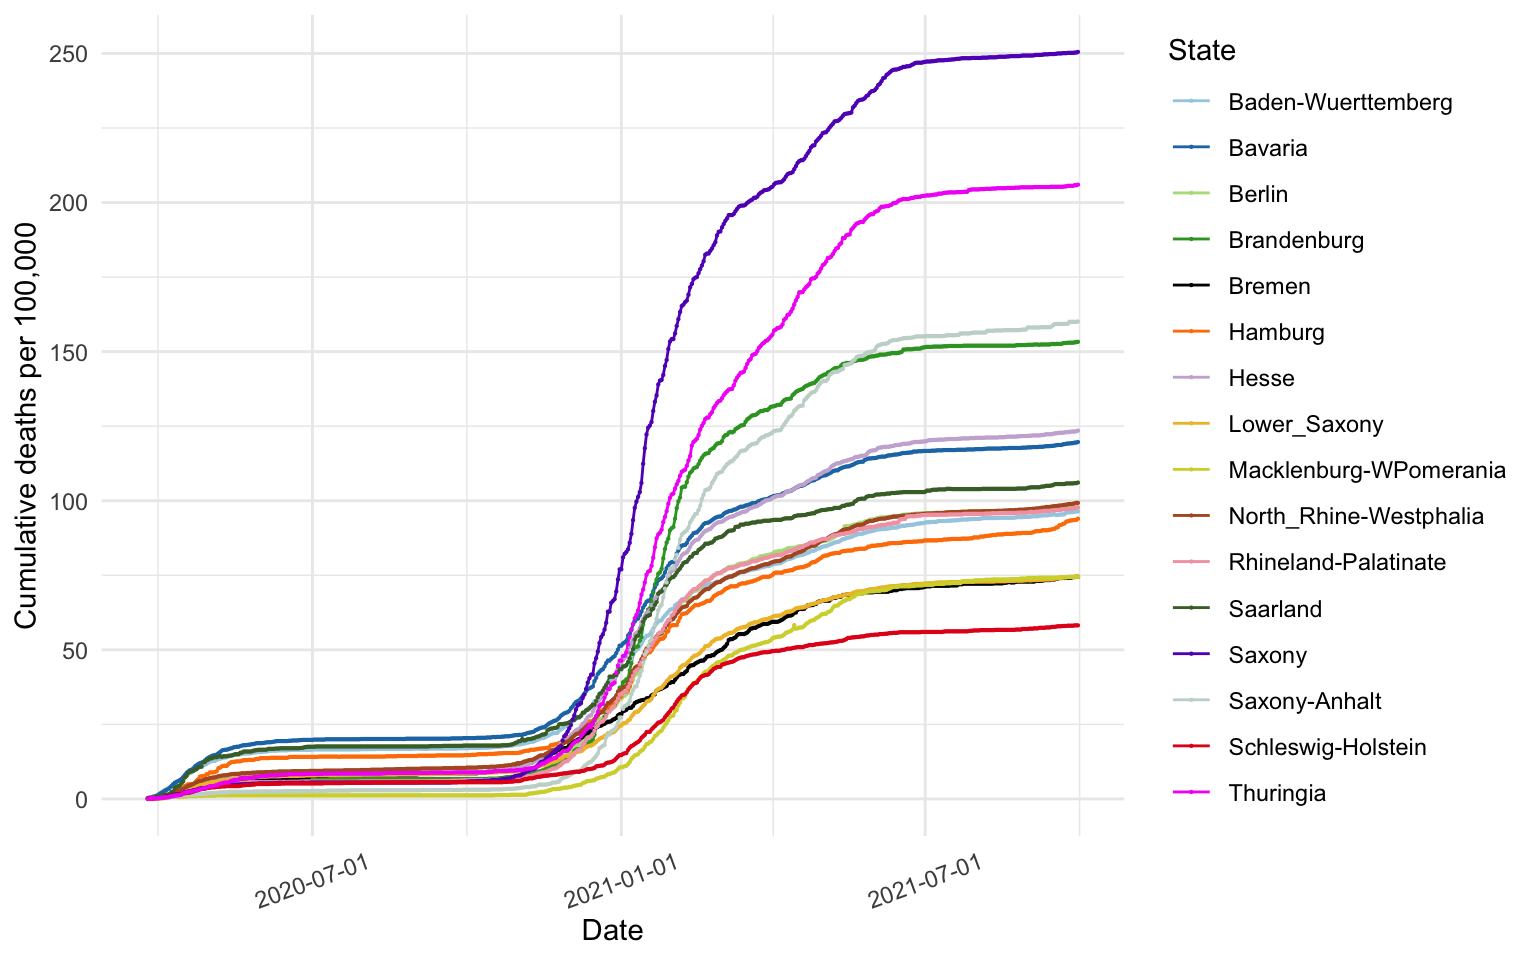 250
200
150
100
50
0
Cumulative deaths per 100,000
2020-07-01
2021-01-01
2021-07-01
Date
State
Baden-Wuerttemberg
Bavaria
Berlin
Brandenburg
Bremen
Hamburg
Hesse
Lower_Saxony
Macklenburg-WPomerania
North_Rhine-Westphalia
Rhineland-Palatinate
Saarland
Saxony
Saxony-Anhalt
Schleswig-Holstein
Thuringia